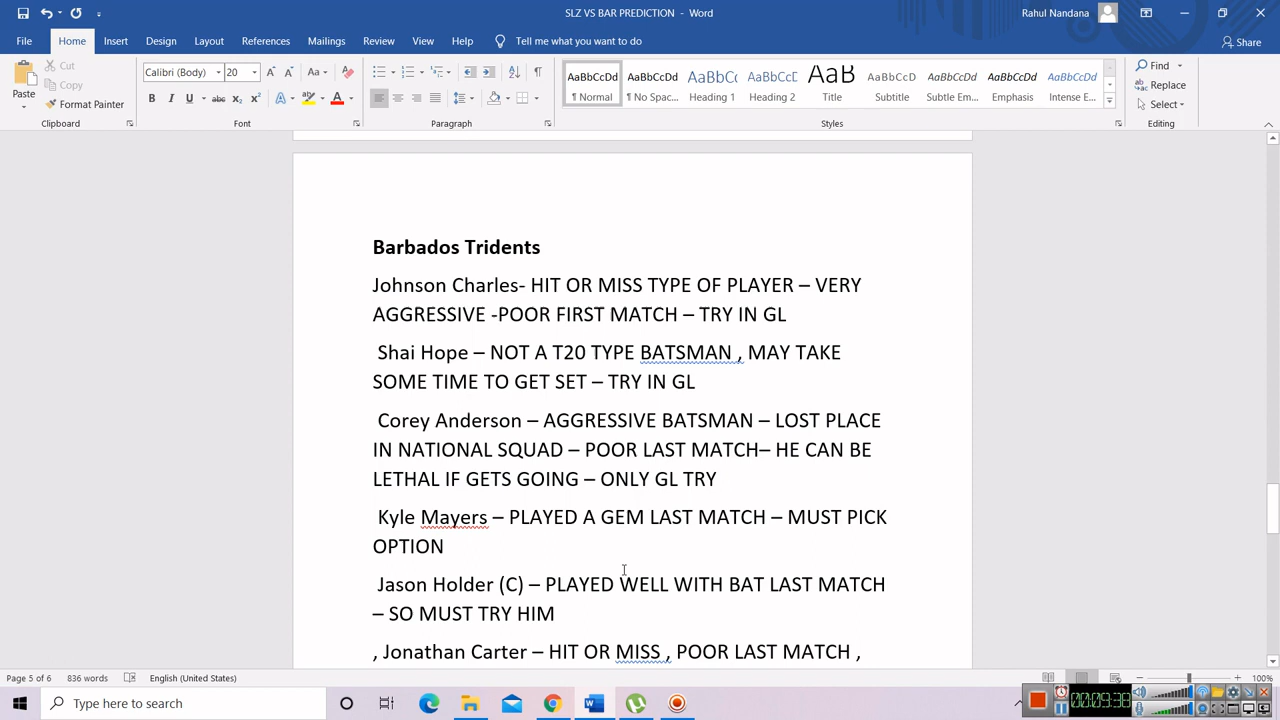 SLZ VS BAR PREDICTION - Word
Rahul Nandana
File Home Insert Design Layout References Mailings Review View Help Tell me what you want to do Share
Paste
Cut
Copy
Format Painter
Clipboard
Calibri (Body) 20
Font
Paragraph
AaBbCcDd AaBbCcDd AaBbCc AaBbCcE AaB AaBbCcDd AaBbCcDd AaBbCcDd AaBbCcDd
¶ Normal ¶ No Spac... Heading 1 Heading 2 Title Subtitle Subtle Em... Emphasis Intense E...
Styles
Find
Replace
Select
Editing
Barbados Tridents
Johnson Charles- HIT OR MISS TYPE OF PLAYER – VERY
AGGRESSIVE -POOR FIRST MATCH – TRY IN GL
Shai Hope – NOT A T20 TYPE BATSMAN , MAY TAKE
SOME TIME TO GET SET – TRY IN GL
Corey Anderson – AGGRESSIVE BATSMAN – LOST PLACE
IN NATIONAL SQUAD – POOR LAST MATCH– HE CAN BE
LETHAL IF GETS GOING – ONLY GL TRY
Kyle Mayers – PLAYED A GEM LAST MATCH – MUST PICK
OPTION
Jason Holder (C) – PLAYED WELL WITH BAT LAST MATCH
– SO MUST TRY HIM
, Jonathan Carter – HIT OR MISS , POOR LAST MATCH ,
Page 5 of 6 836 words English (United States) 100%
Type here to search
00:09:38